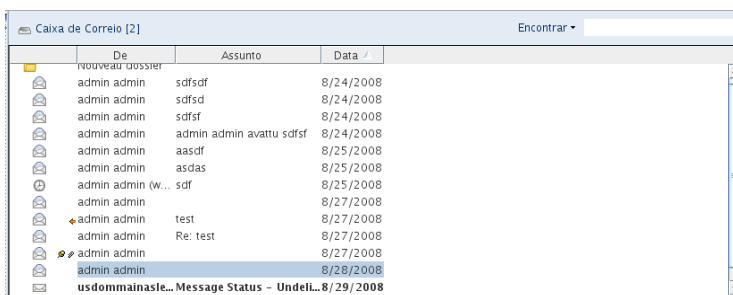 Caixa de Correio [2] Encontrar
De Assunto Data
Nouveau dossier
admin admin sdfsdf 8/24/2008
admin admin sdfsd 8/24/2008
admin admin sdfsf 8/24/2008
admin admin admin admin avattu sdfsf 8/24/2008
admin admin aasdf 8/25/2008
admin admin asdas 8/25/2008
admin admin (w... sdf 8/25/2008
admin admin 8/27/2008
admin admin test 8/27/2008
admin admin Re: test 8/27/2008
admin admin 8/27/2008
admin admin 8/28/2008
usdommainasle... Message Status - Undeli... 8/29/2008